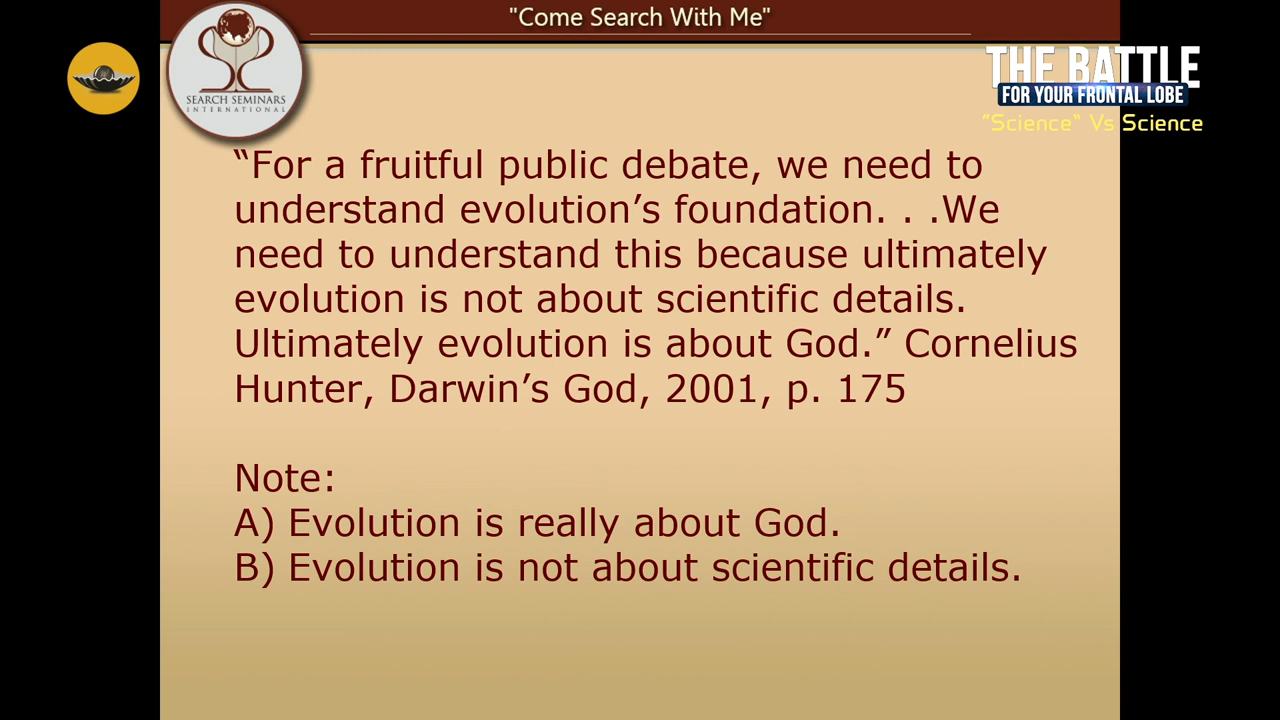 "Come Search With Me"
SEARCH SEMINARS
INTERNATIONAL
THE BATTLE
FOR YOUR FRONTAL LOBE
"Science" Vs Science
“For a fruitful public debate, we need to
understand evolution’s foundation. . .We
need to understand this because ultimately
evolution is not about scientific details.
Ultimately evolution is about God.” Cornelius
Hunter, Darwin’s God, 2001, p. 175
Note:
A) Evolution is really about God.
B) Evolution is not about scientific details.